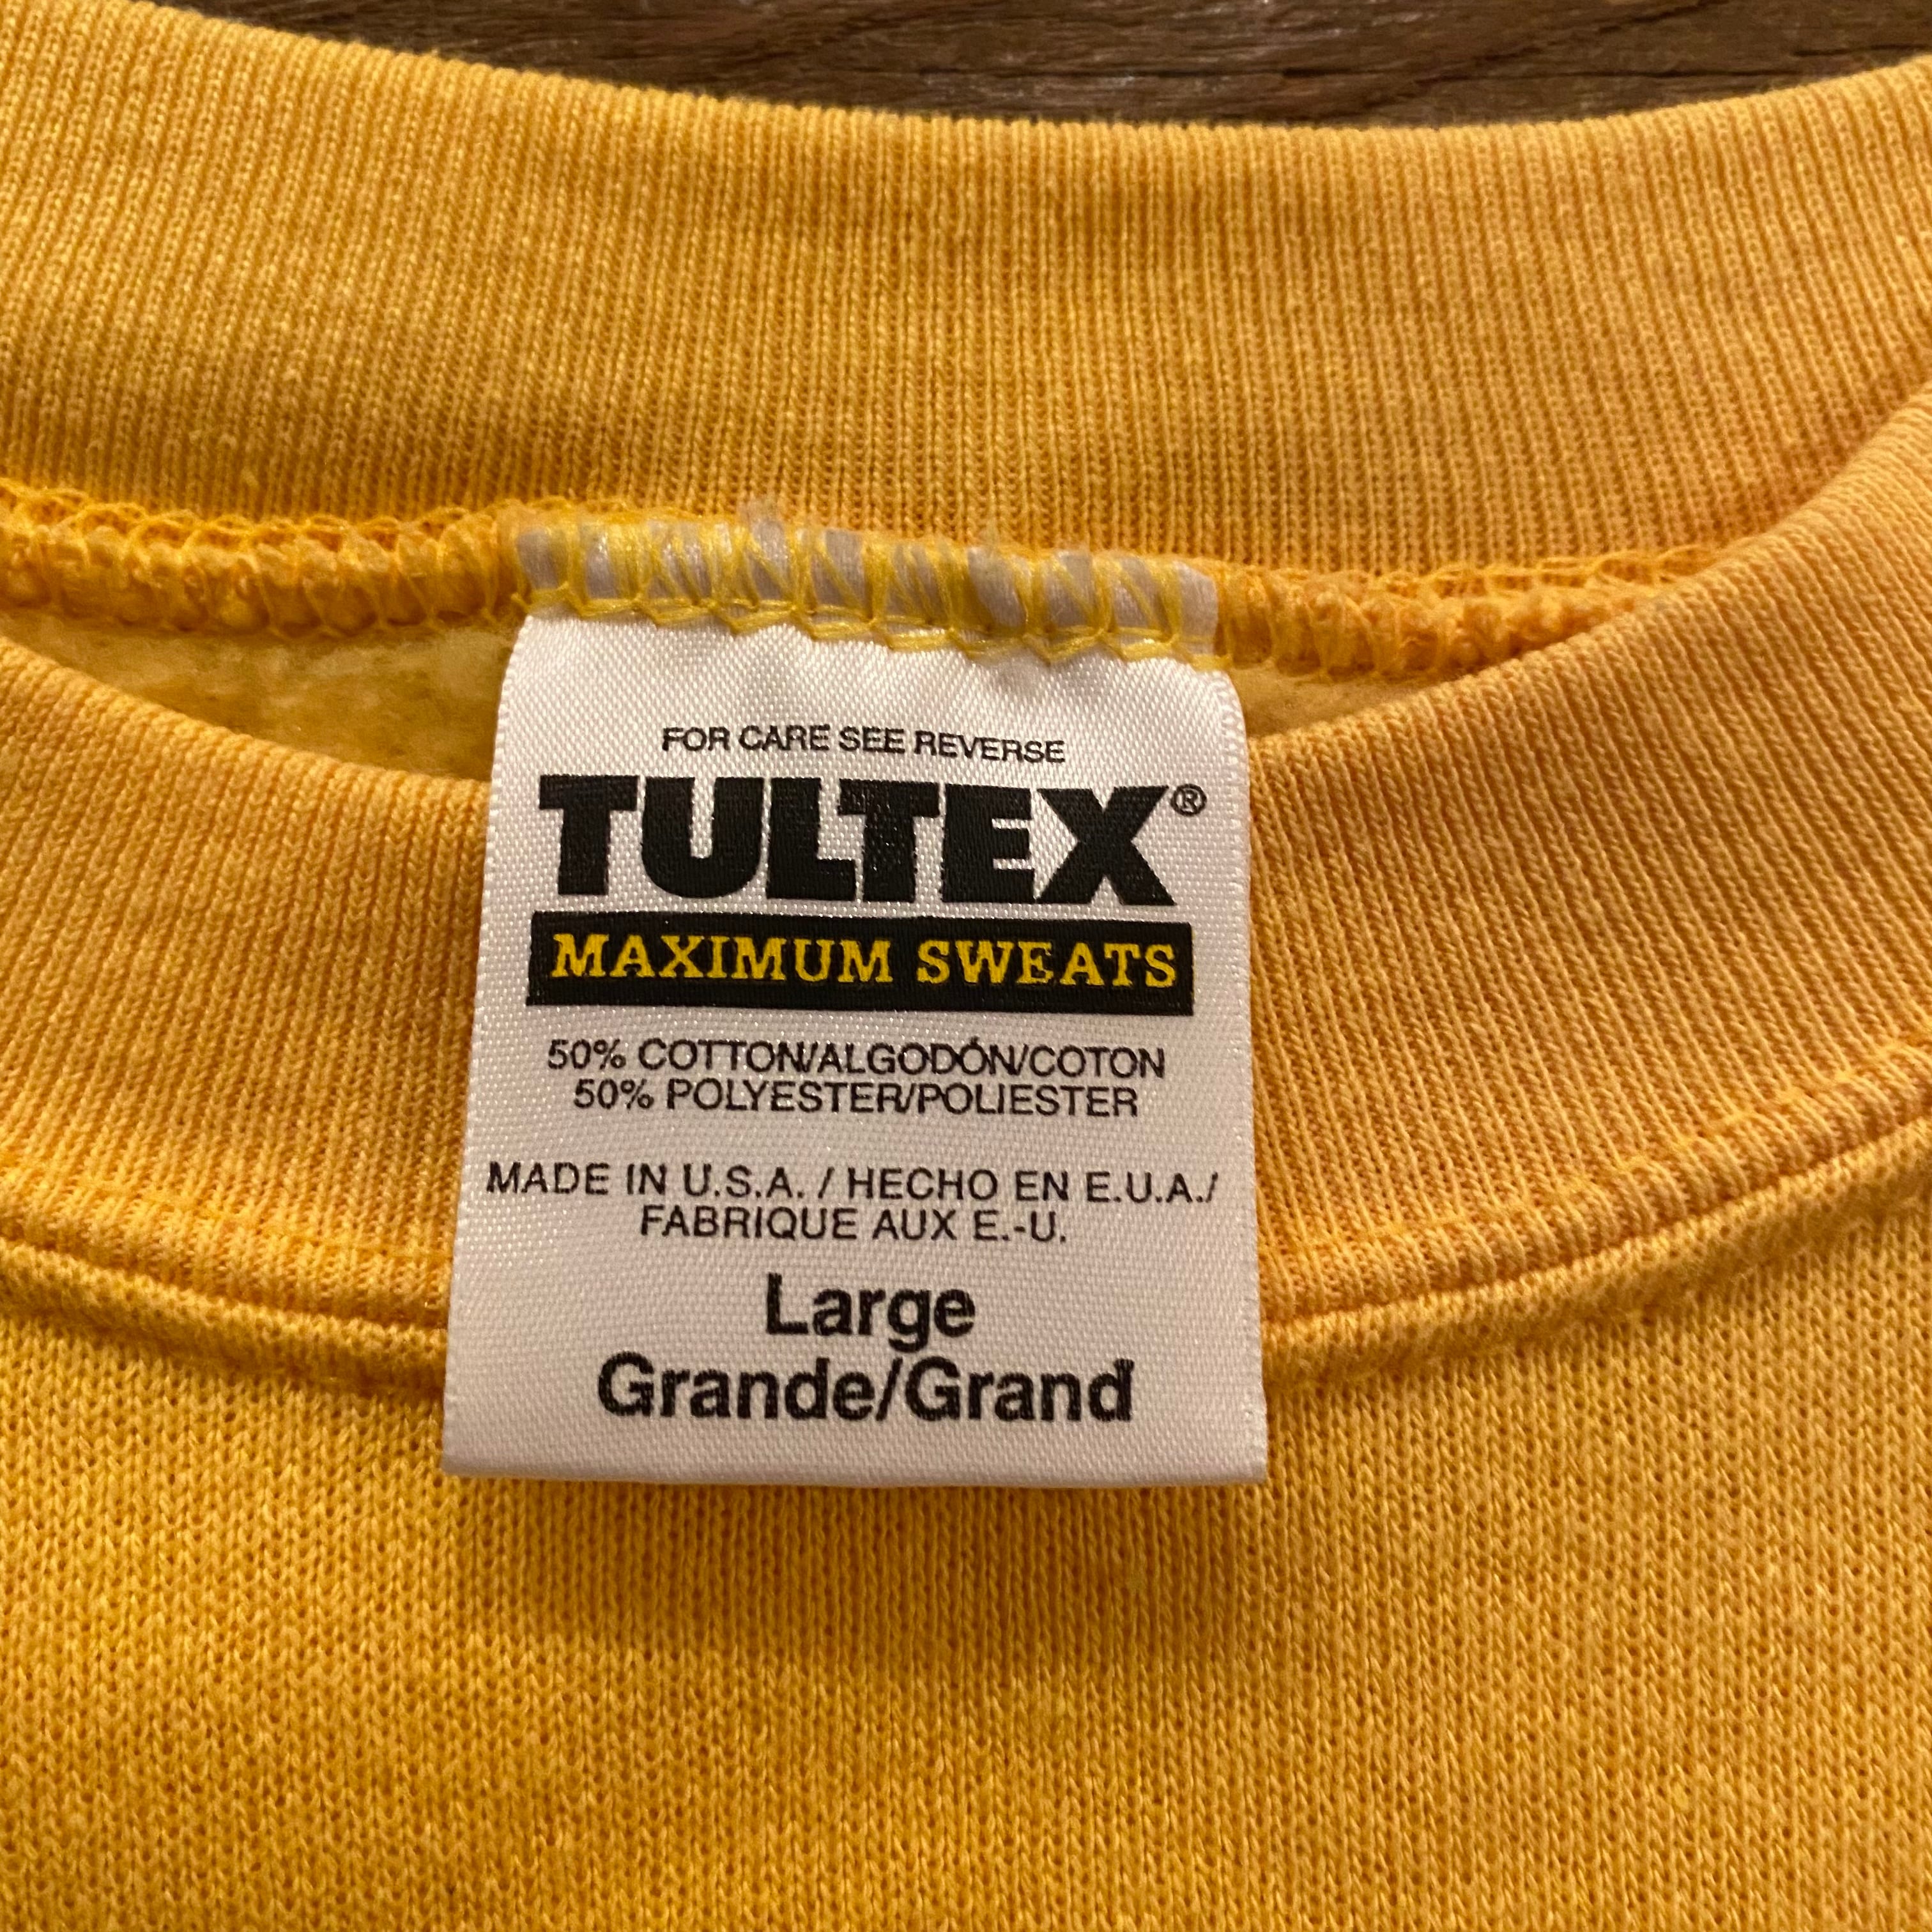 FOR CARE SEE REVERSE
TULTEX®
MAXIMUM SWEATS
50% COTTON/ALGODÓN/COTON
50% POLYESTER/POLIESTER
MADE IN U.S.A. / HECHO EN E.U.A./
FABRIQUE AUX E.-U.
Large
Grande/Grand